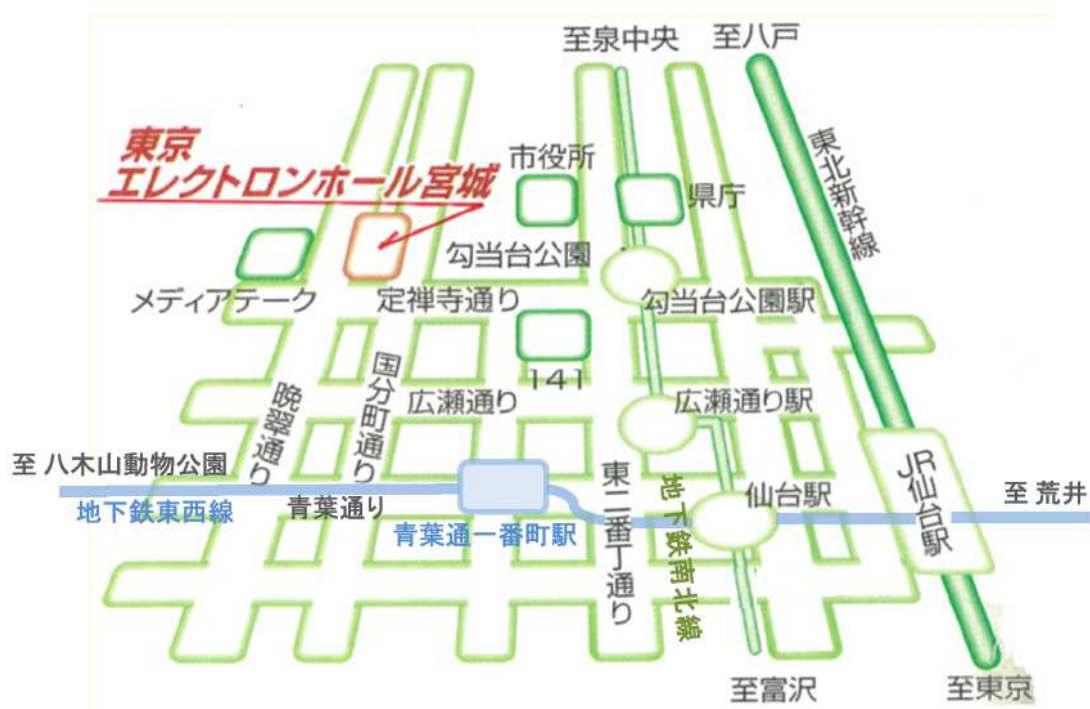 至泉中央
至八戸
東京
エレクトロンホール宮城
市役所
県庁
東北新幹線
勾当台公園
メディアテーク
定禅寺通り
勾当台公園駅
141
国分町通り
晩翠通り
広瀬通り
広瀬通り駅
至 八木山動物公園
地下鉄東西線
青葉通り
青葉通一番町駅
東二番丁通り
地下鉄南北線
仙台駅
JR仙台駅
至 荒井
至富沢
至東京